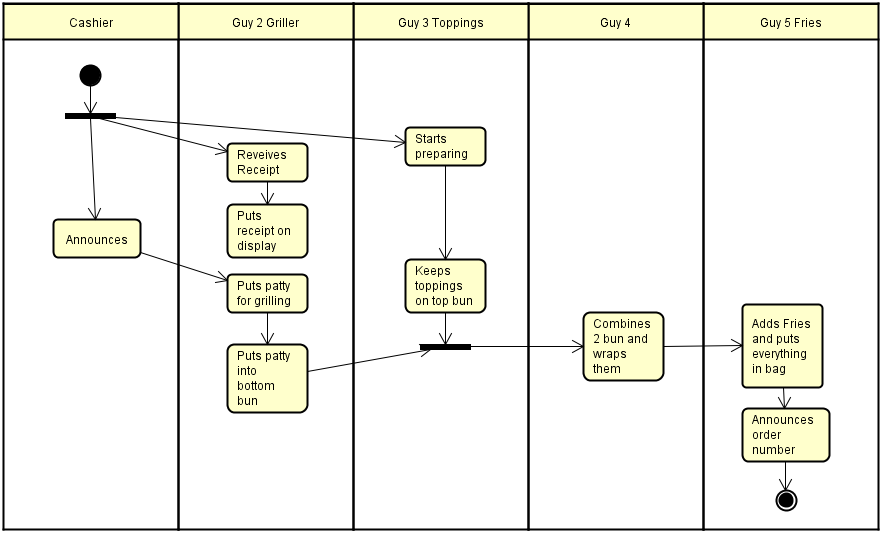 Cashier
Guy 2 Griller
Guy 3 Toppings
Guy 4
Guy 5 Fries
Starts
preparing
Reveives
Receipt
Puts
receipt on
display
Announces
Puts patty
for grilling
Keeps
toppings
on top bun
Puts patty
into
bottom
bun
Combines
2 bun and
wraps
them
Adds Fries
and puts
everything
in bag
Announces
order
number